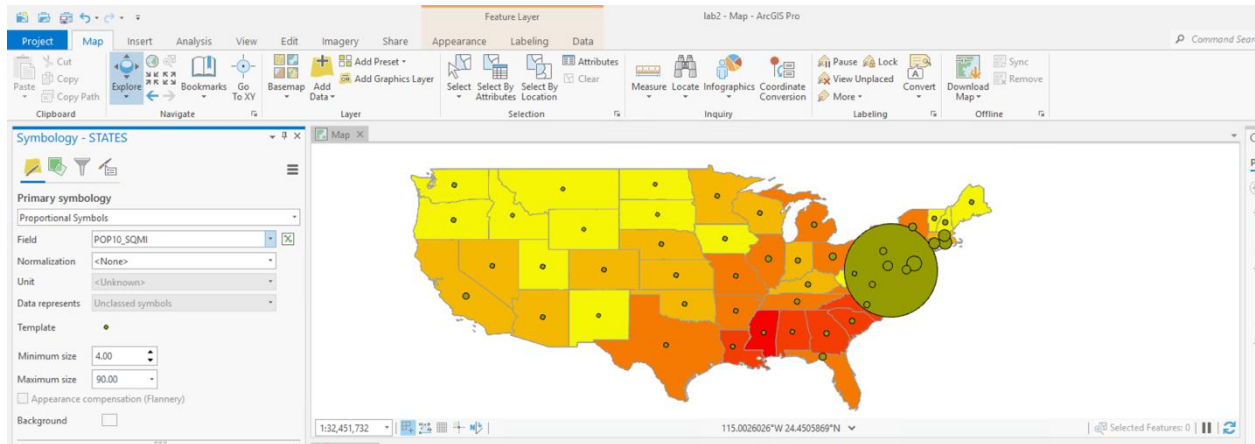 Feature Layer
lab2 - Map - ArcGIS Pro
Project Map Insert Analysis View Edit Imagery Share Appearance Labeling Data
Command Sear
Paste
Cut
Copy
Copy Path
Clipboard
Explore
Bookmarks
Go To XY
Navigate
Basemap
Add Data
Add Preset
Add Graphics Layer
Layer
Select
Select By Attributes
Select By Location
Attributes
Clear
Selection
Measure
Locate
Infographics
Coordinate Conversion
Inquiry
Pause
Lock
View Unplaced
More
Convert
Labeling
Download Map
Sync
Remove
Offline
Symbology - STATES
Map
Primary symbology
Proportional Symbols
Field POP10_SQMI
Normalization <None>
Unit <Unknown>
Data represents Unclassed symbols
Template
Minimum size 4.00
Maximum size 90.00
Appearance compensation (Flannery)
Background
1:32,451,732
115.0026026°W 24.4505869°N
Selected Features: 0